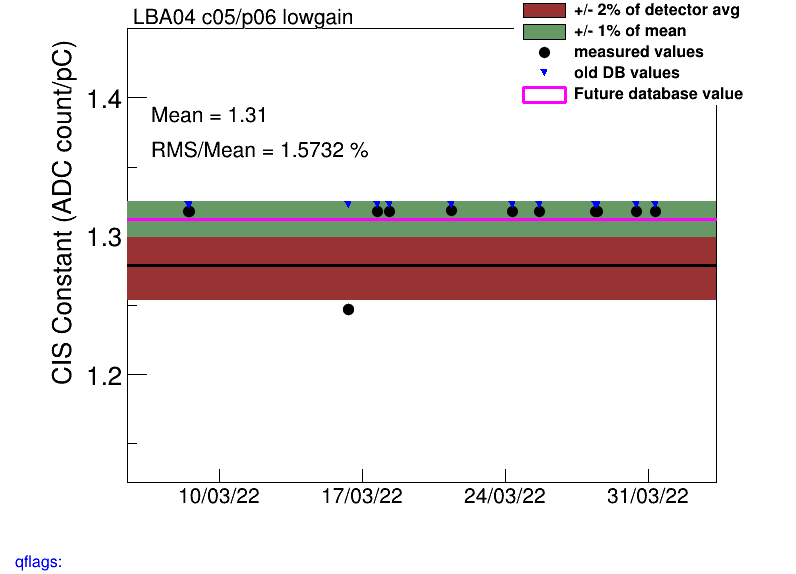 LBA04 c05/p06 lowgain
+/- 2% of detector avg
+/- 1% of mean
measured values
old DB values
Future database value
Mean = 1.31
RMS/Mean = 1.5732 %
CIS Constant (ADC count/pC)
1.4
1.3
1.2
10/03/22 17/03/22 24/03/22 31/03/22
qflags: